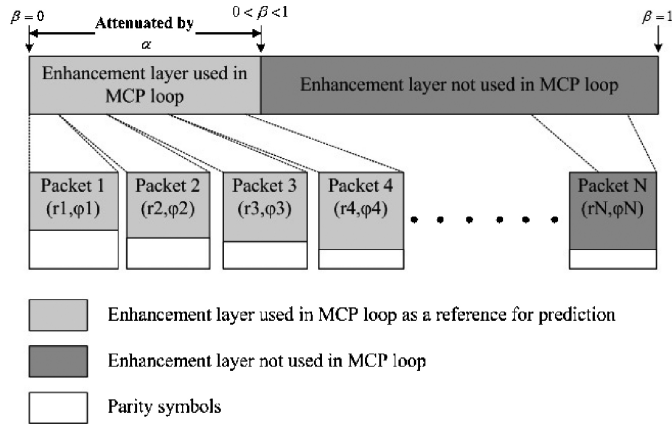 β=0
Attenuated by
α
0<β<1
β=1
Enhancement layer used in
MCP loop
Enhancement layer not used in MCP loop
Packet 1
(r1,φ1)
Packet 2
(r2,φ2)
Packet 3
(r3,φ3)
Packet 4
(r4,φ4)
Packet N
(rN,φN)
Enhancement layer used in MCP loop as a reference for prediction
Enhancement layer not used in MCP loop
Parity symbols